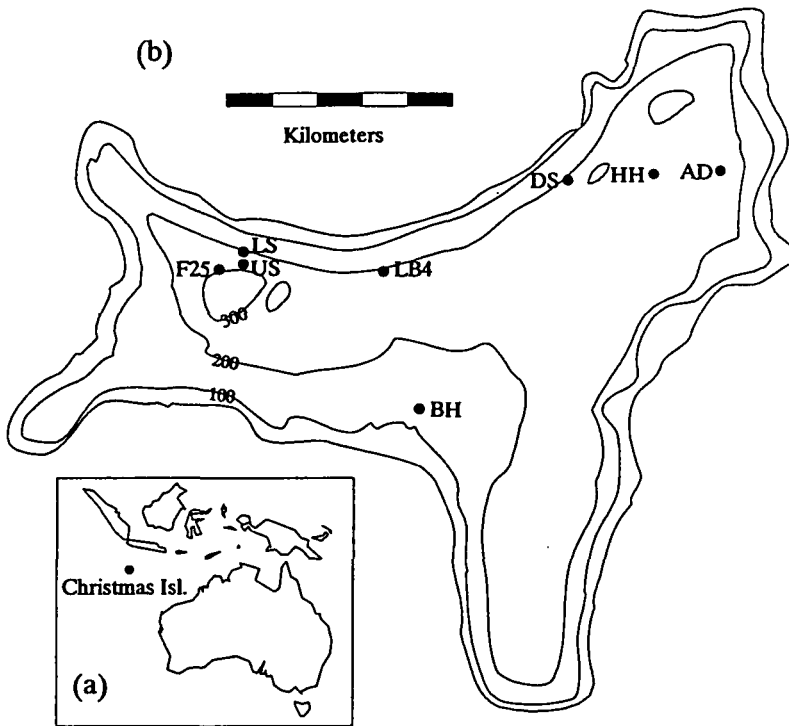 (b)
Kilometers
DS
HH
AD
LS
F25
US
LB4
300
200
100
BH
Christmas Isl.
(a)